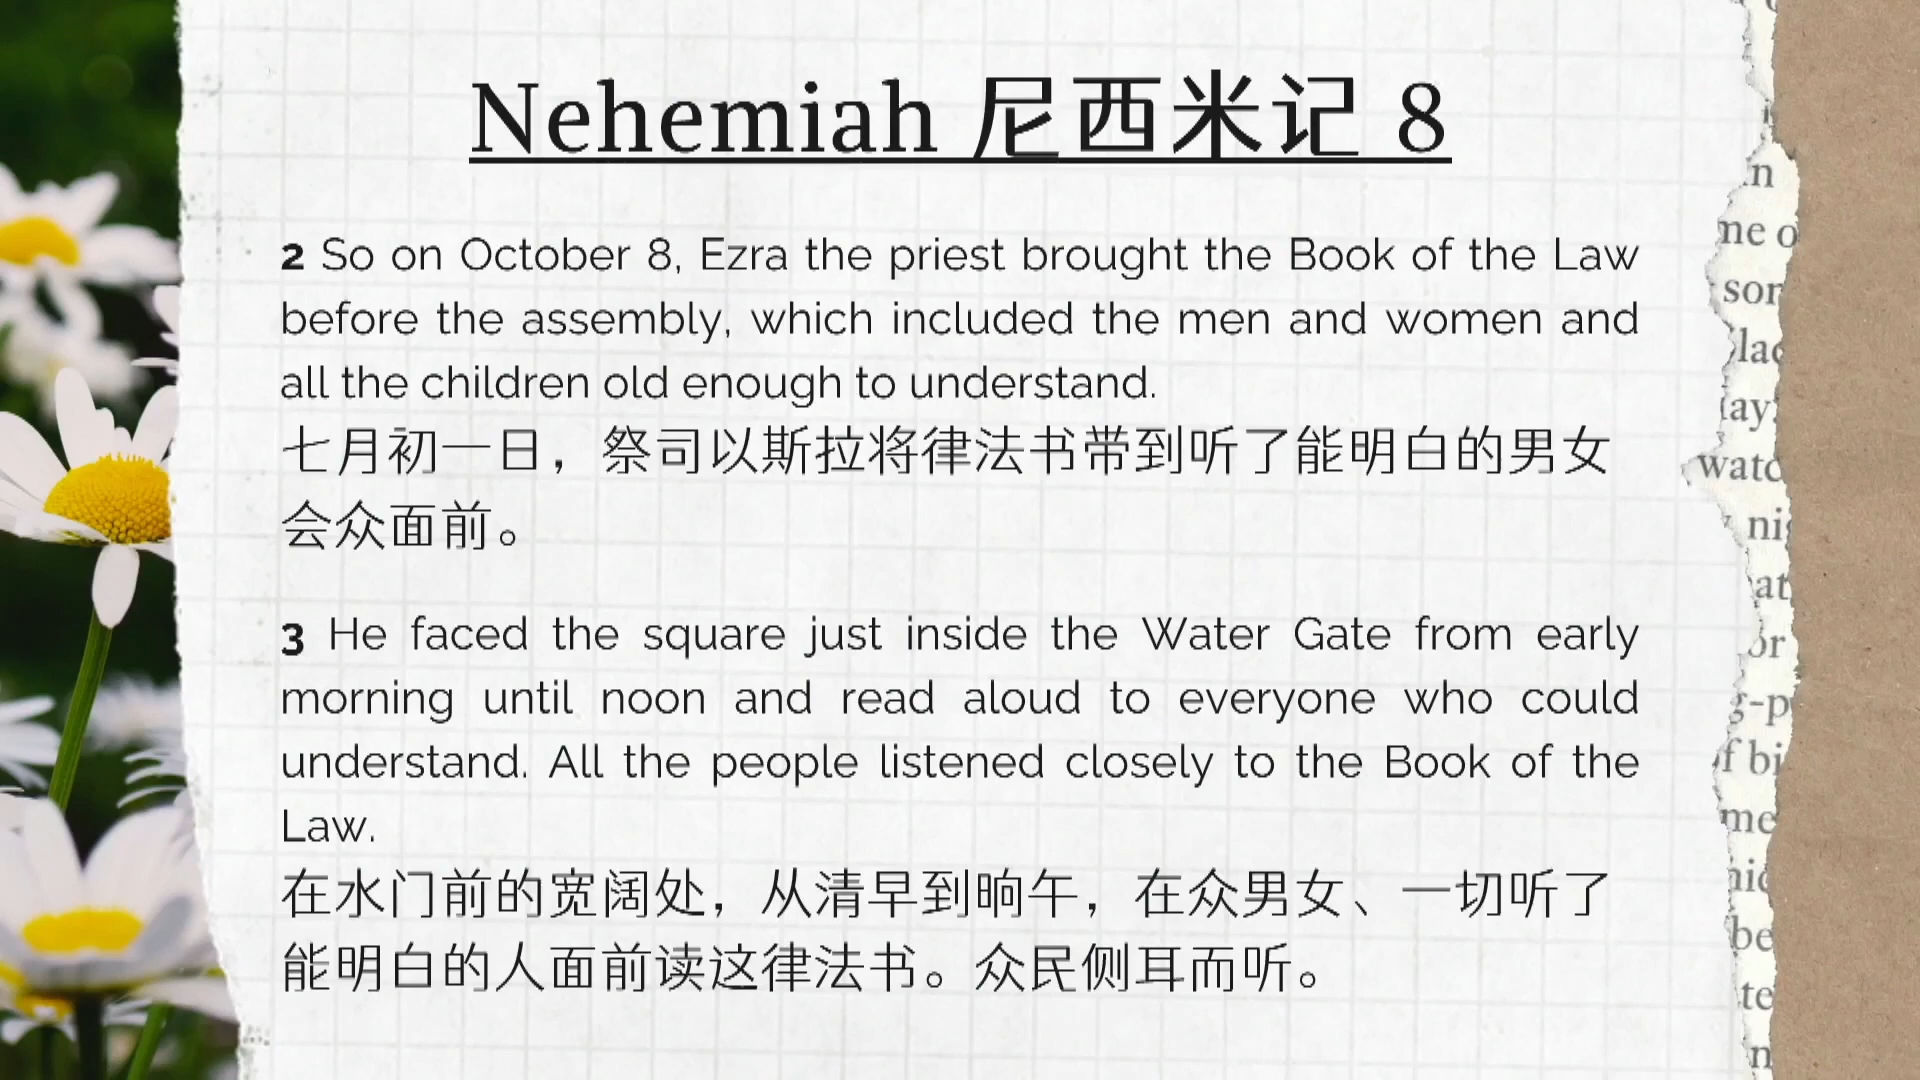 Nehemiah 尼西米记 8
2 So on October 8, Ezra the priest brought the Book of the Law
before the assembly, which included the men and women and
all the children old enough to understand.
七月初一日，祭司以斯拉将律法书带到听了能明白的男女
会众面前。
3 He faced the square just inside the Water Gate from early
morning until noon and read aloud to everyone who could
understand. All the people listened closely to the Book of the
Law.
在水门前的宽阔处，从清早到晌午，在众男女、一切听了
能明白的人面前读这律法书。众民侧耳而听。